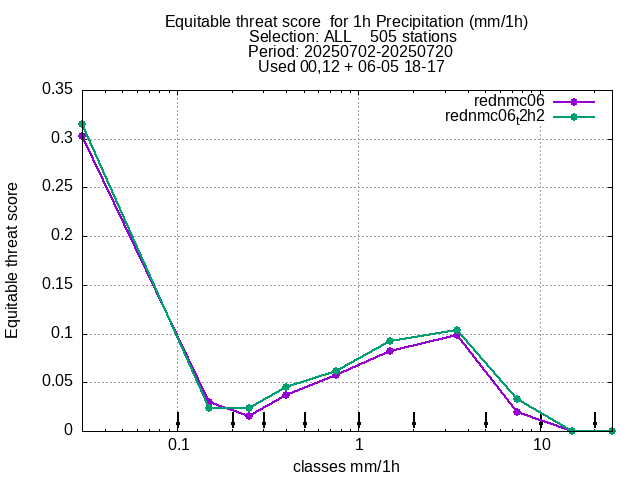 Equitable threat score  for 1h Precipitation (mm/1h)
Selection: ALL    505 stations
Period: 20250702-20250720
Used 00,12 + 06-05 18-17
rednmc06
rednmc06,2h2
0.35
0.3
0.25
0.2
0.15
0.1
0.05
0
Equitable threat score
0.1
1
10
classes mm/1h